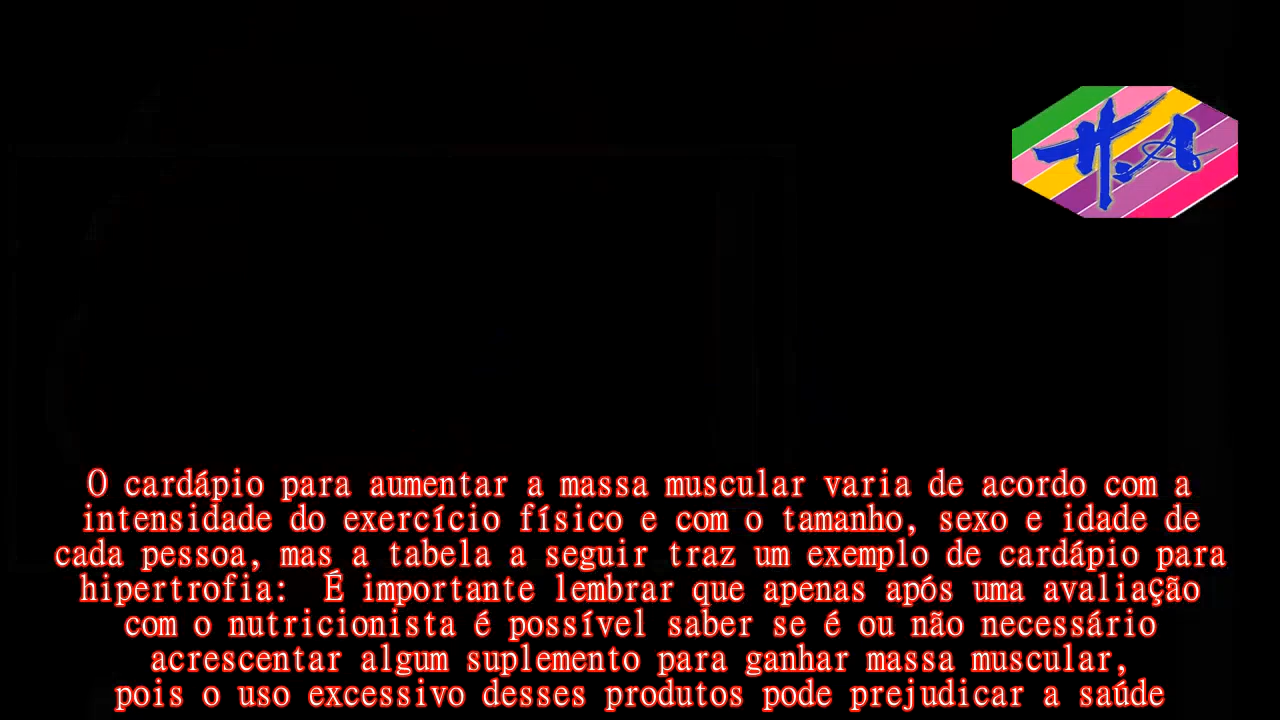 H.A
O cardápio para aumentar a massa muscular varia de acordo com a
intensidade do exercício físico e com o tamanho, sexo e idade de
cada pessoa, mas a tabela a seguir traz um exemplo de cardápio para
hipertrofia:  É importante lembrar que apenas após uma avaliação
com o nutricionista é possível saber se é ou não necessário
acrescentar algum suplemento para ganhar massa muscular,
pois o uso excessivo desses produtos pode prejudicar a saúde